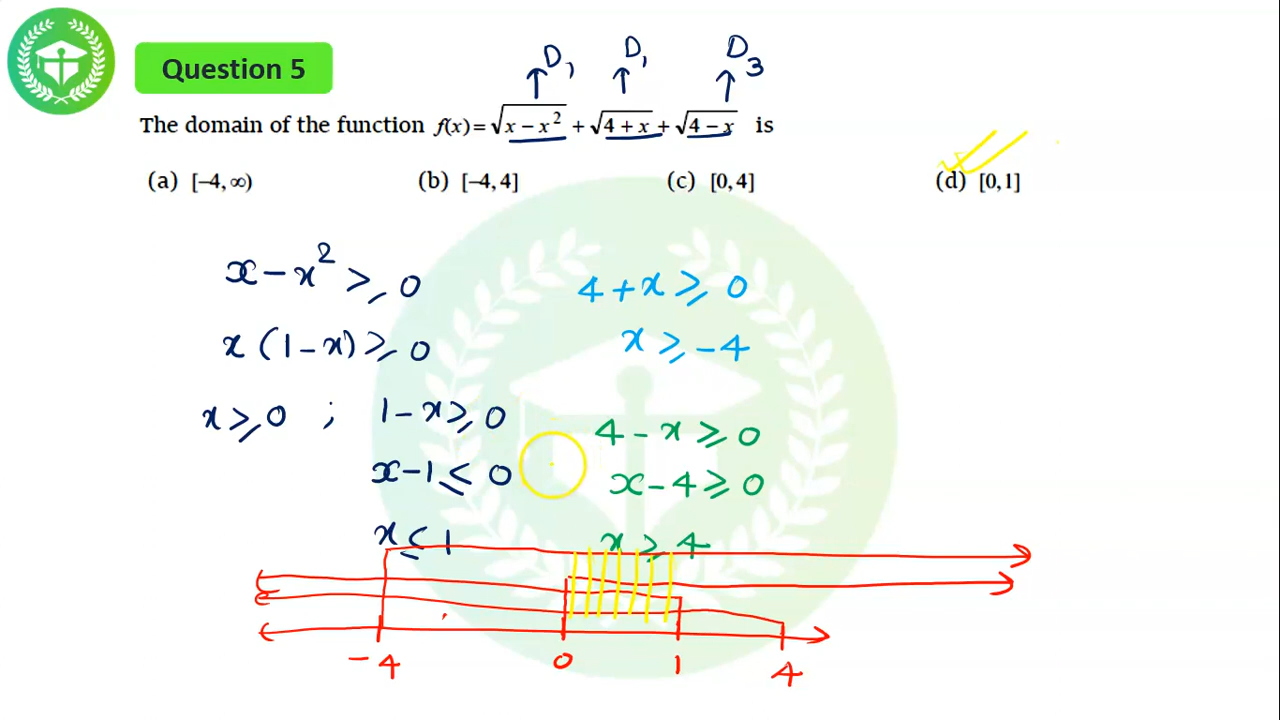 Question 5
D₁ D₁ D₃
The domain of the function f(x) = √(x − x²) + √(4 + x) + √(4 − x) is
(a) [−4, ∞) (b) [−4, 4] (c) [0, 4] (d) [0, 1]
x − x² ≥ 0
x (1 − x) ≥ 0
x ≥ 0 ; 1 − x ≥ 0
x − 1 ≤ 0
x ≤ 1
4 + x ≥ 0
x ≥ −4
4 − x ≥ 0
x − 4 ≥ 0
x ≥ 4
−4 0 1 4